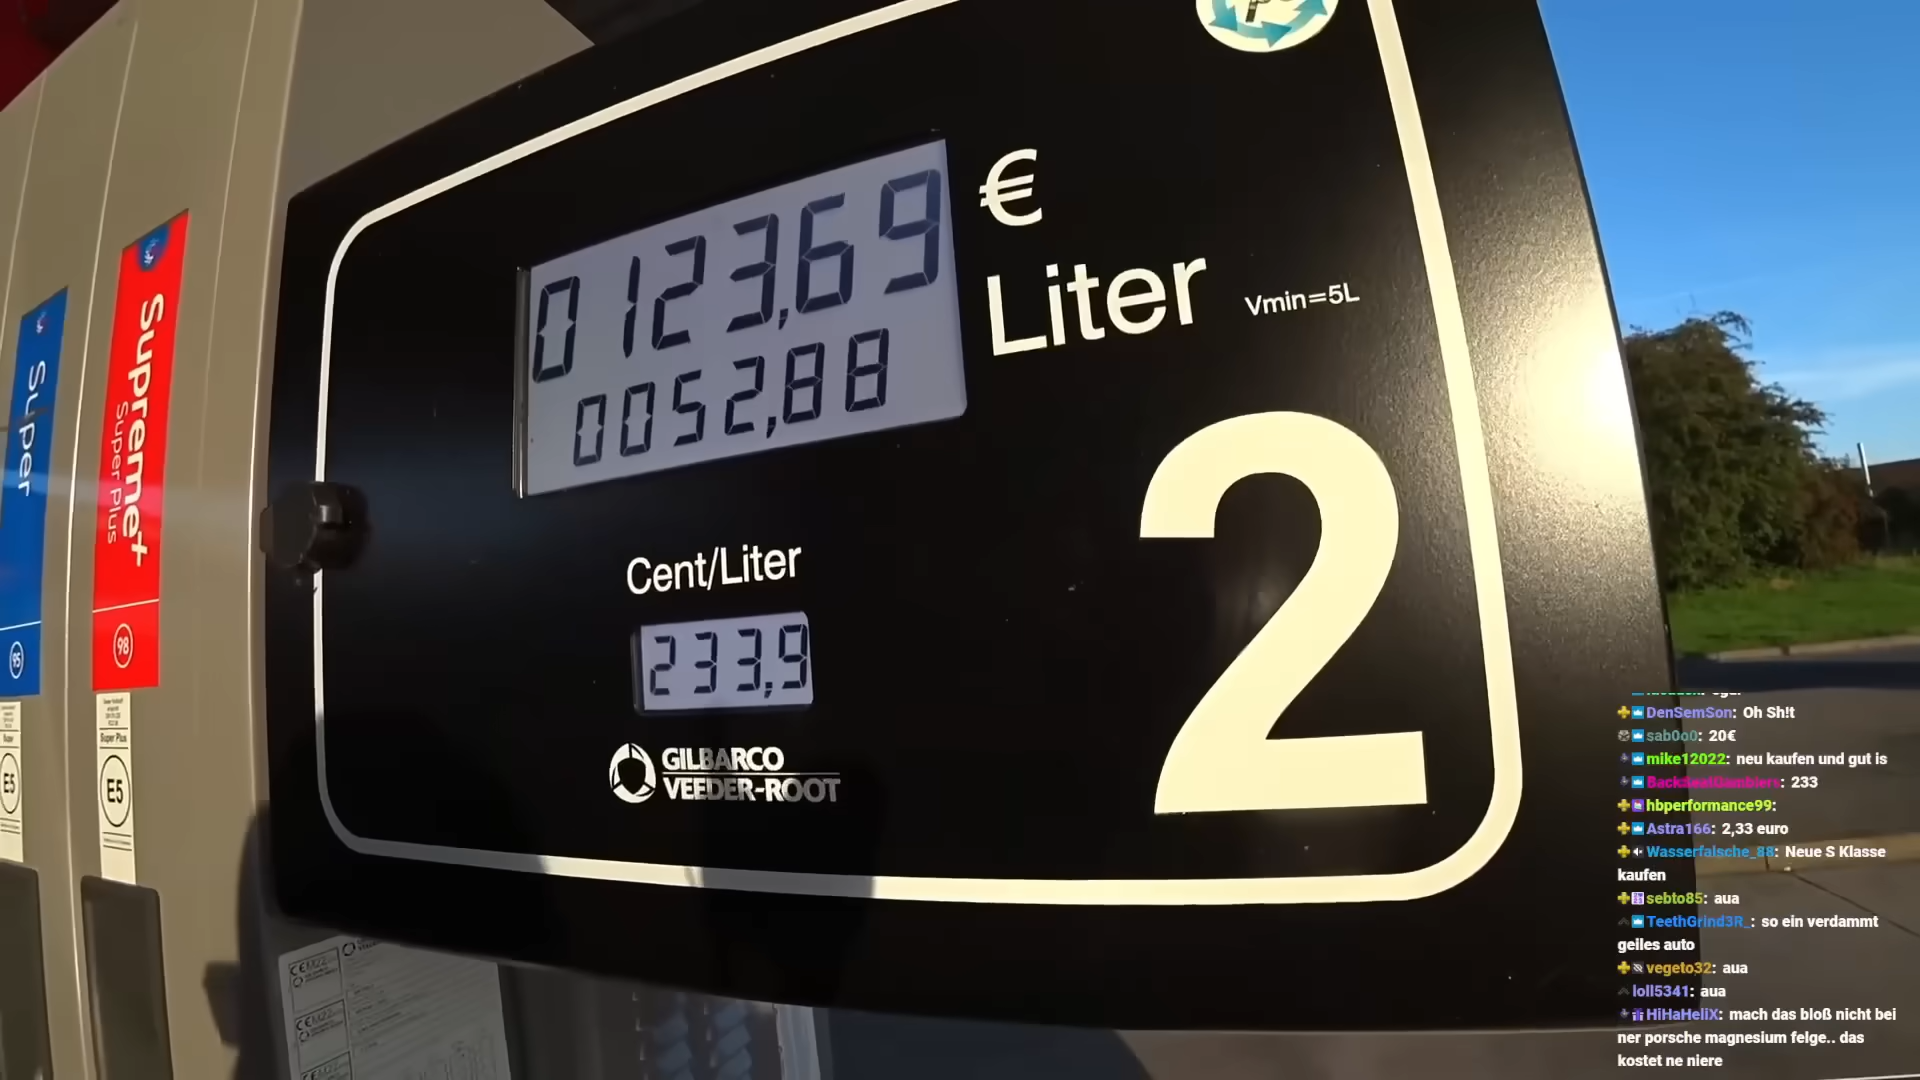 0123,69 €
0052,88 Liter Vmin=5L
Cent/Liter
233,9
GILBARCO
VEEDER-ROOT
2
Super
95
E5
Supreme+
Super plus
98
Super Plus
E5
DenSemSon: Oh Sh!t
sab0o0: 20€
mike12022: neu kaufen und gut is
BackSeatGamblers: 233
hbperformance99:
Astra166: 2,33 euro
Wasserfalsche_88: Neue S Klasse
kaufen
sebto85: aua
TeethGrind3R_: so ein verdammt
geiles auto
vegeto32: aua
loll5341: aua
HiHaHeliX: mach das bloß nicht bei
ner porsche magnesium felge.. das
kostet ne niere